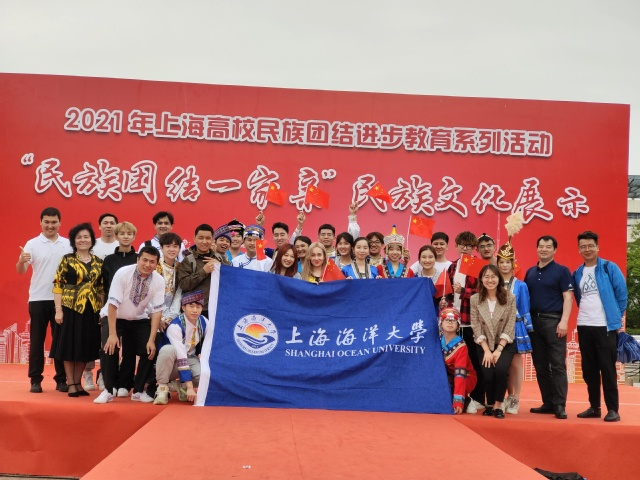 2021年上海高校民族团结进步教育系列活动
“民族团结一家亲”民族文化展示
上海海洋大学
SHANGHAI OCEAN UNIVERSITY